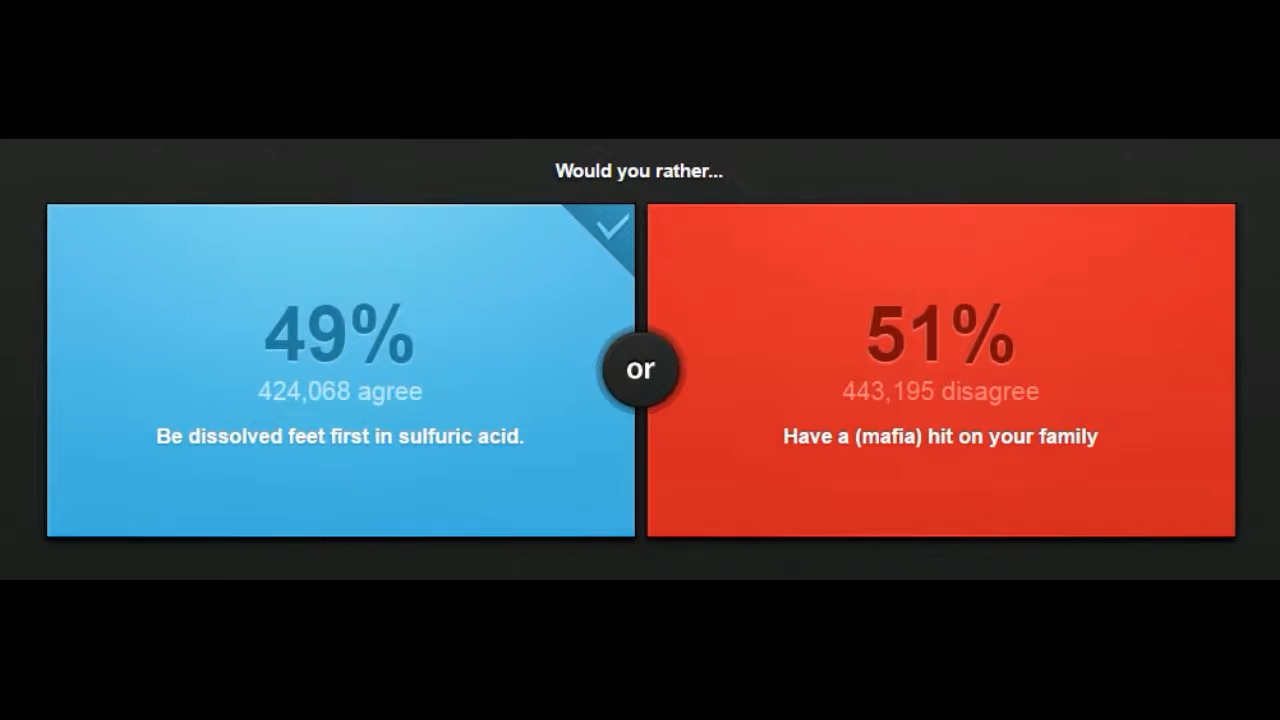 Would you rather...
49%
424,068 agree
Be dissolved feet first in sulfuric acid.
or
51%
443,195 disagree
Have a (mafia) hit on your family